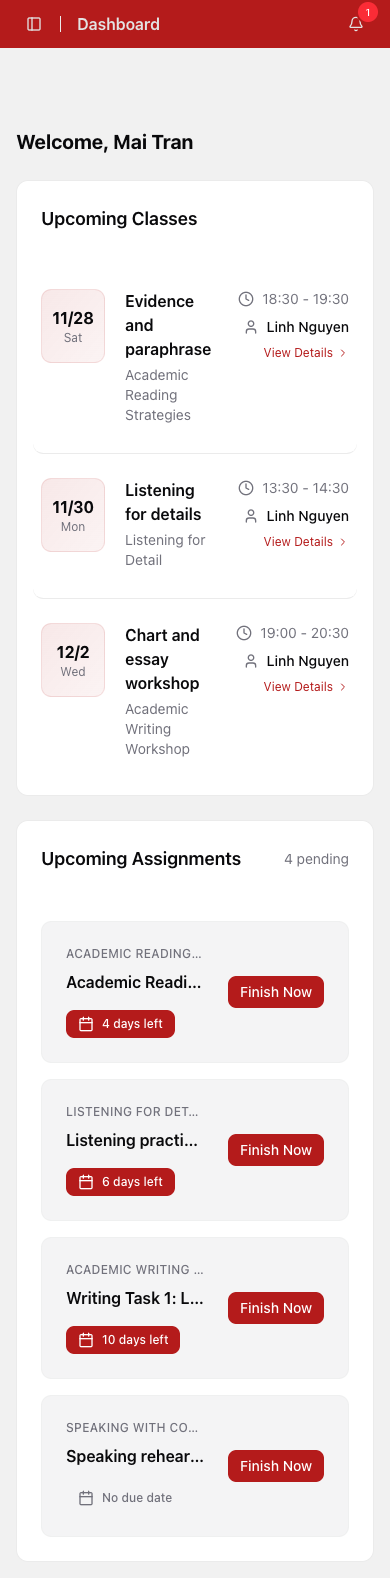 Dashboard
1
Welcome, Mai Tran
Upcoming Classes
11/28
Sat
Evidence
and
paraphrase
Academic
Reading
Strategies
18:30 - 19:30
Linh Nguyen
View Details
11/30
Mon
Listening
for details
Listening for
Detail
13:30 - 14:30
Linh Nguyen
View Details
12/2
Wed
Chart and
essay
workshop
Academic
Writing
Workshop
19:00 - 20:30
Linh Nguyen
View Details
Upcoming Assignments
4 pending
ACADEMIC READING...
Academic Readi...
4 days left
Finish Now
LISTENING FOR DET...
Listening practi...
6 days left
Finish Now
ACADEMIC WRITING ...
Writing Task 1: L...
10 days left
Finish Now
SPEAKING WITH CO...
Speaking rehear...
No due date
Finish Now